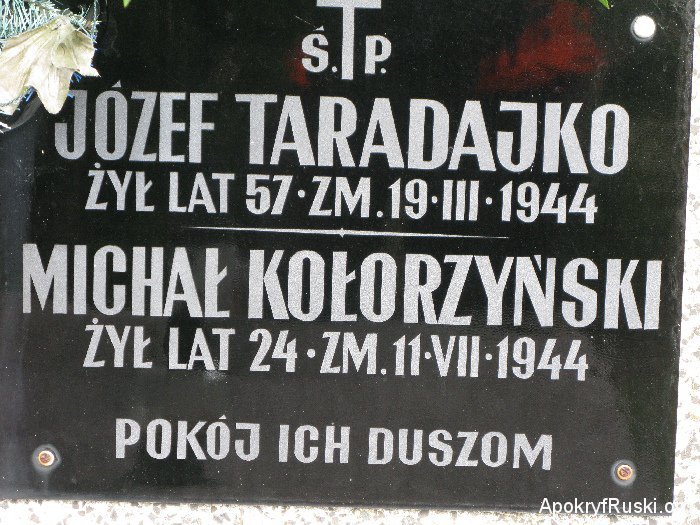 Ś.P.
JÓZEF TARADAJKO
ŻYŁ LAT 57·ZM.19·III·1944
MICHAŁ KOŁORZYŃSKI
ŻYŁ LAT 24·ZM.11·VII·1944
POKÓJ ICH DUSZOM